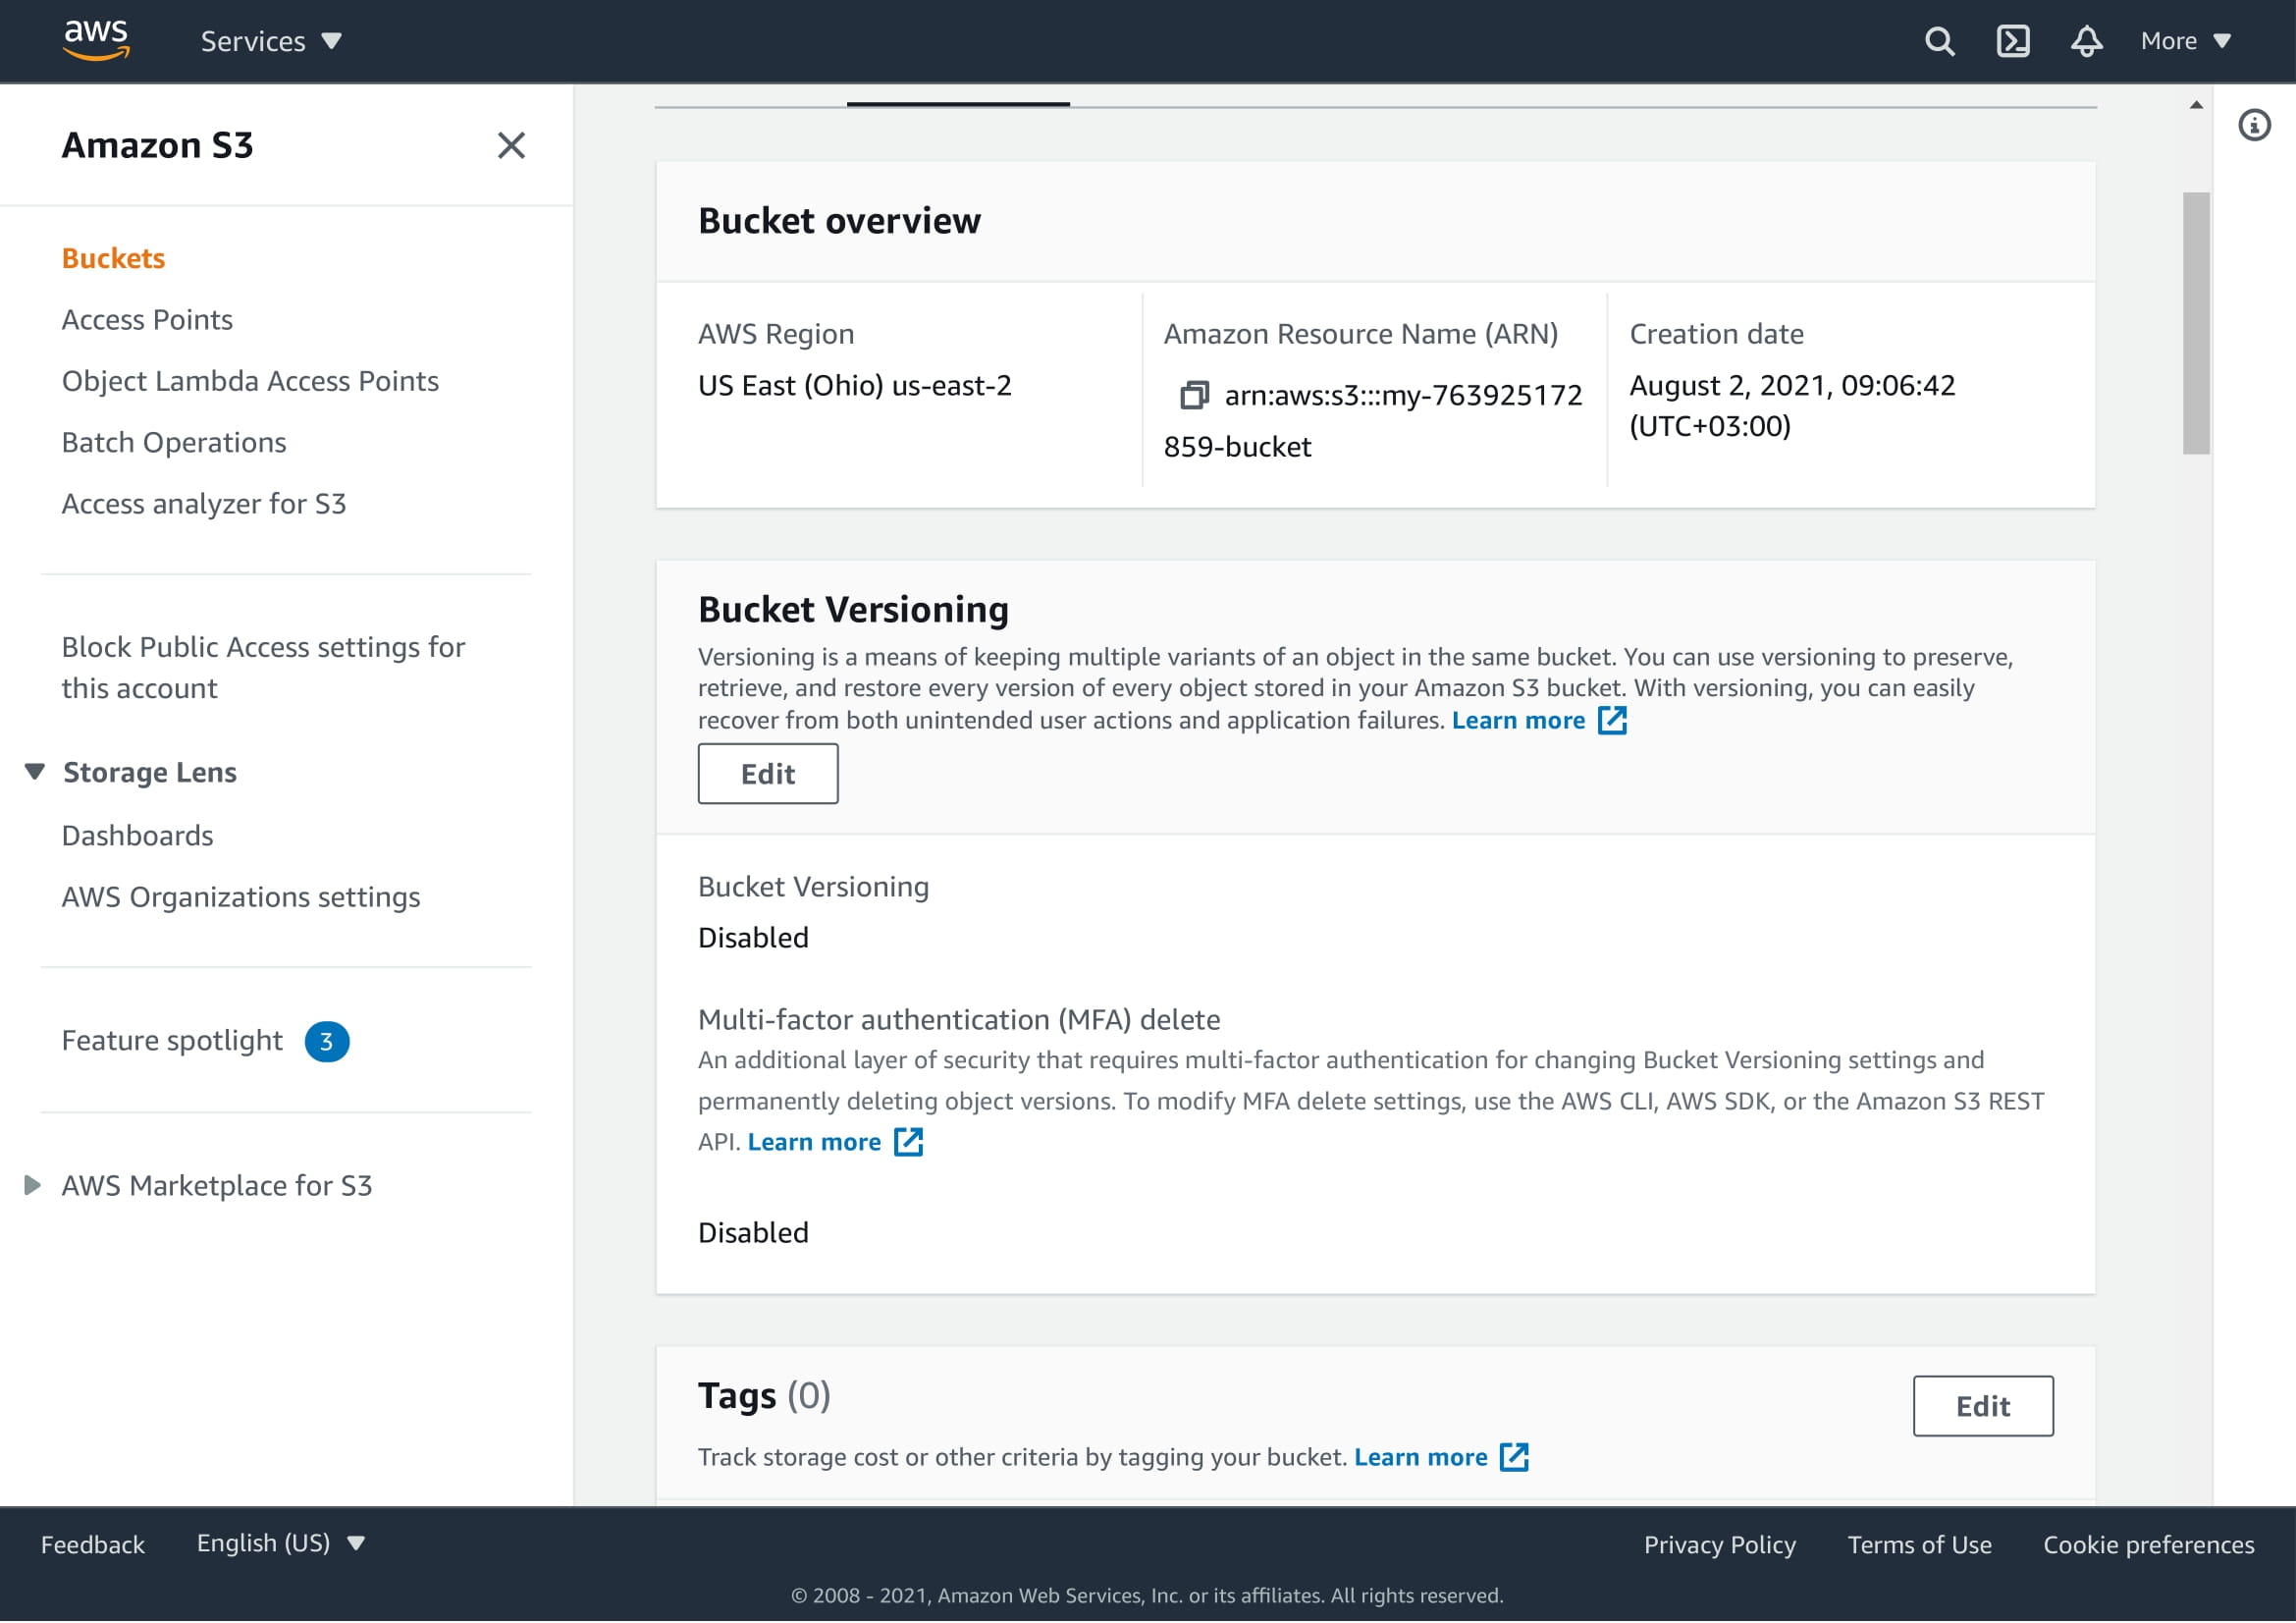 aws
Services
More
Amazon S3
Buckets
Access Points
Object Lambda Access Points
Batch Operations
Access analyzer for S3
Block Public Access settings for
this account
Storage Lens
Dashboards
AWS Organizations settings
Feature spotlight 3
AWS Marketplace for S3
Bucket overview
AWS Region
US East (Ohio) us-east-2
Amazon Resource Name (ARN)
arn:aws:s3:::my-763925172
859-bucket
Creation date
August 2, 2021, 09:06:42
(UTC+03:00)
Bucket Versioning
Versioning is a means of keeping multiple variants of an object in the same bucket. You can use versioning to preserve,
retrieve, and restore every version of every object stored in your Amazon S3 bucket. With versioning, you can easily
recover from both unintended user actions and application failures. Learn more
Edit
Bucket Versioning
Disabled
Multi-factor authentication (MFA) delete
An additional layer of security that requires multi-factor authentication for changing Bucket Versioning settings and
permanently deleting object versions. To modify MFA delete settings, use the AWS CLI, AWS SDK, or the Amazon S3 REST
API. Learn more
Disabled
Tags (0)
Edit
Track storage cost or other criteria by tagging your bucket. Learn more
Feedback
English (US)
Privacy Policy
Terms of Use
Cookie preferences
© 2008 - 2021, Amazon Web Services, Inc. or its affiliates. All rights reserved.